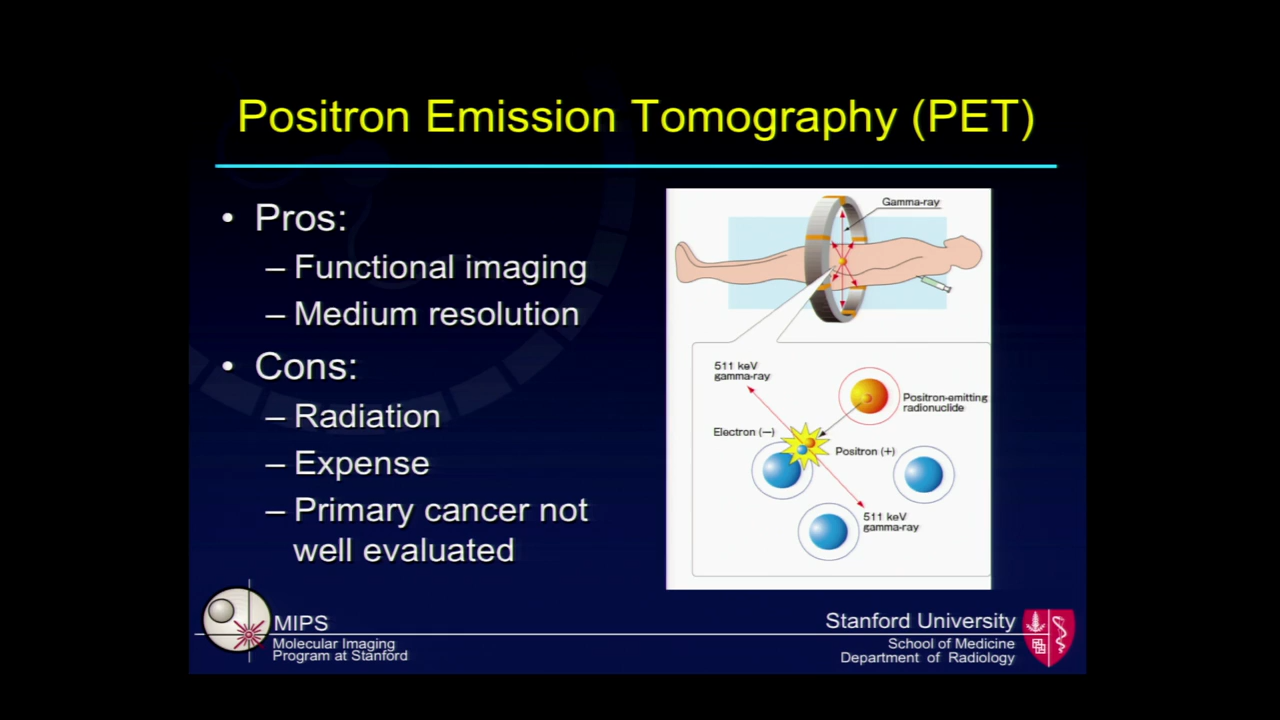 Positron Emission Tomography (PET)
• Pros:
– Functional imaging
– Medium resolution
• Cons:
– Radiation
– Expense
– Primary cancer not
well evaluated
Gamma-ray
511 keV
gamma-ray
Positron-emitting
radionuclide
Electron (−)
Positron (+)
511 keV
gamma-ray
MIPS
Molecular Imaging
Program at Stanford
Stanford University
School of Medicine
Department of Radiology